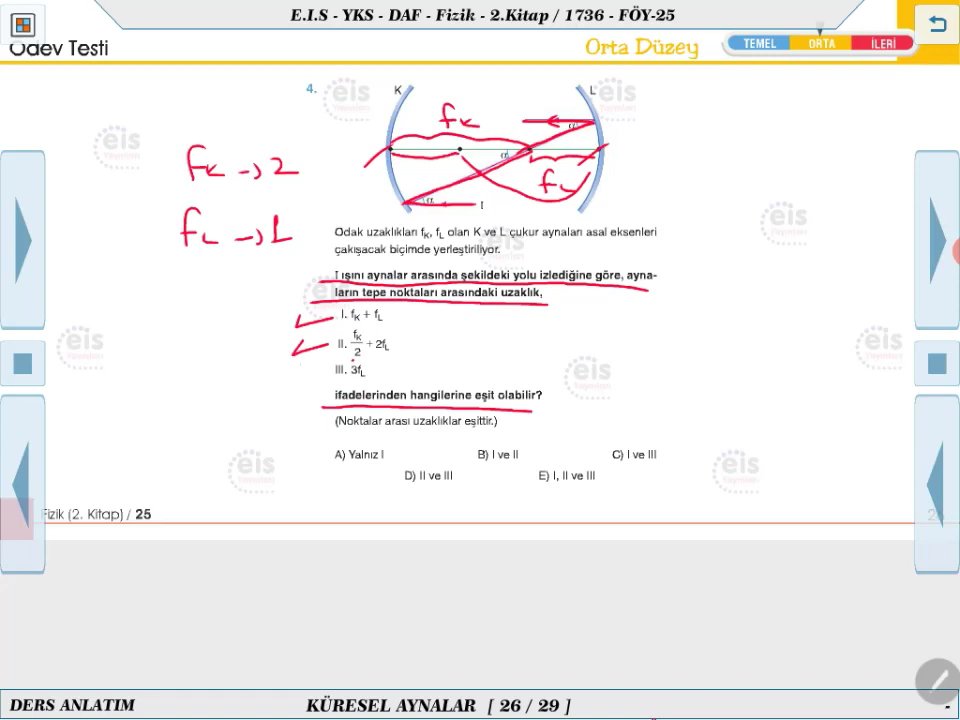 E.I.S - YKS - DAF - Fizik - 2.Kitap / 1736 - FÖY-25
Ödev Testi
Orta Düzey
TEMEL ORTA İLERİ
4.
K
L
fK
α
α
fL
α
I
fK → 2
fL → 1
Odak uzaklıkları fK, fL olan K ve L çukur aynaları asal eksenleri
çakışacak biçimde yerleştiriliyor.
I ışını aynalar arasında şekildeki yolu izlediğine göre, ayna-
ların tepe noktaları arasındaki uzaklık,
I. fK + fL
II. fK/2 + 2fL
III. 3fL
ifadelerinden hangilerine eşit olabilir?
(Noktalar arası uzaklıklar eşittir.)
A) Yalnız I B) I ve II C) I ve III
D) II ve III E) I, II ve III
Fizik (2. Kitap) / 25
DERS ANLATIM
KÜRESEL AYNALAR [ 26 / 29 ]
-
eis
Yayınları